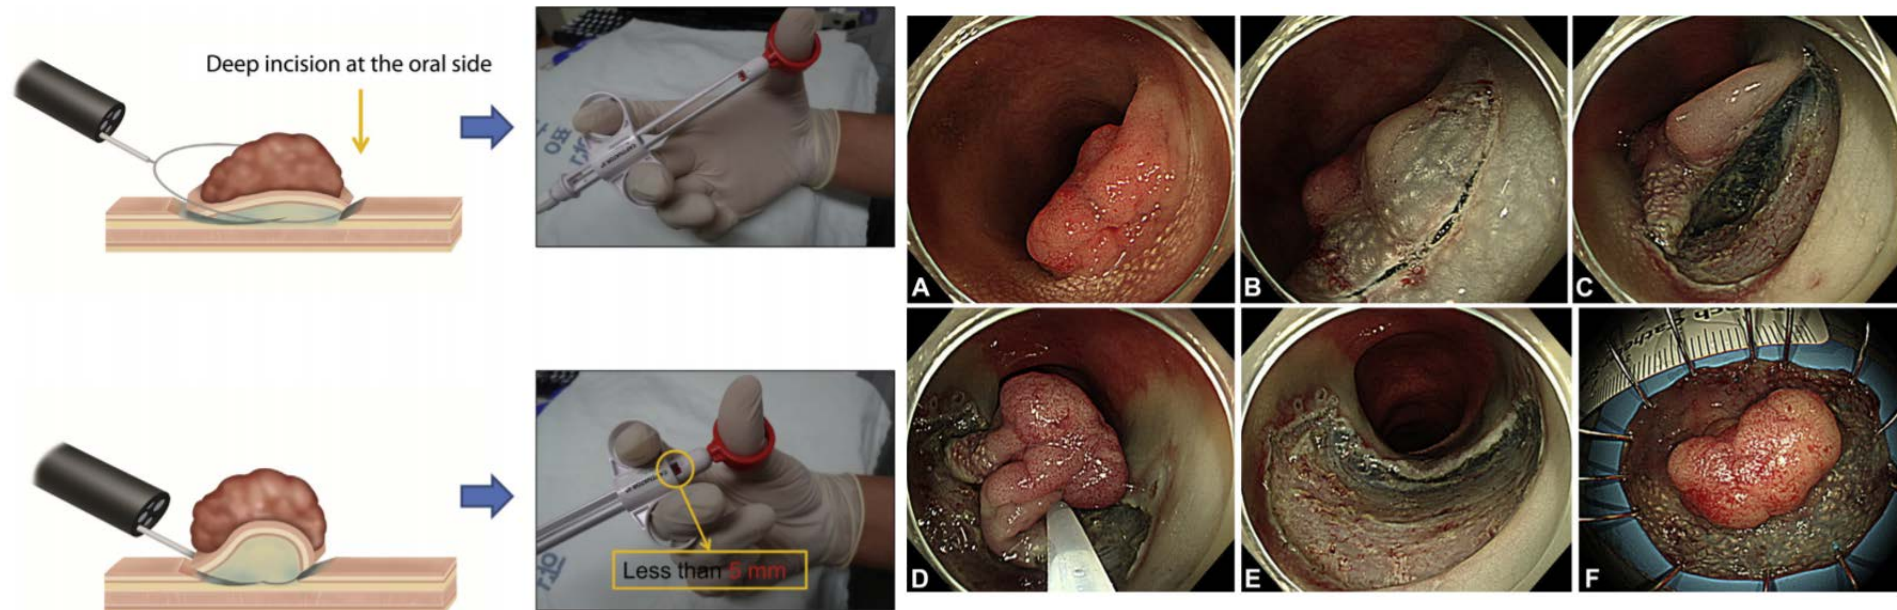 Deep incision at the oral side
Less than 5 mm
A
B
C
D
E
F